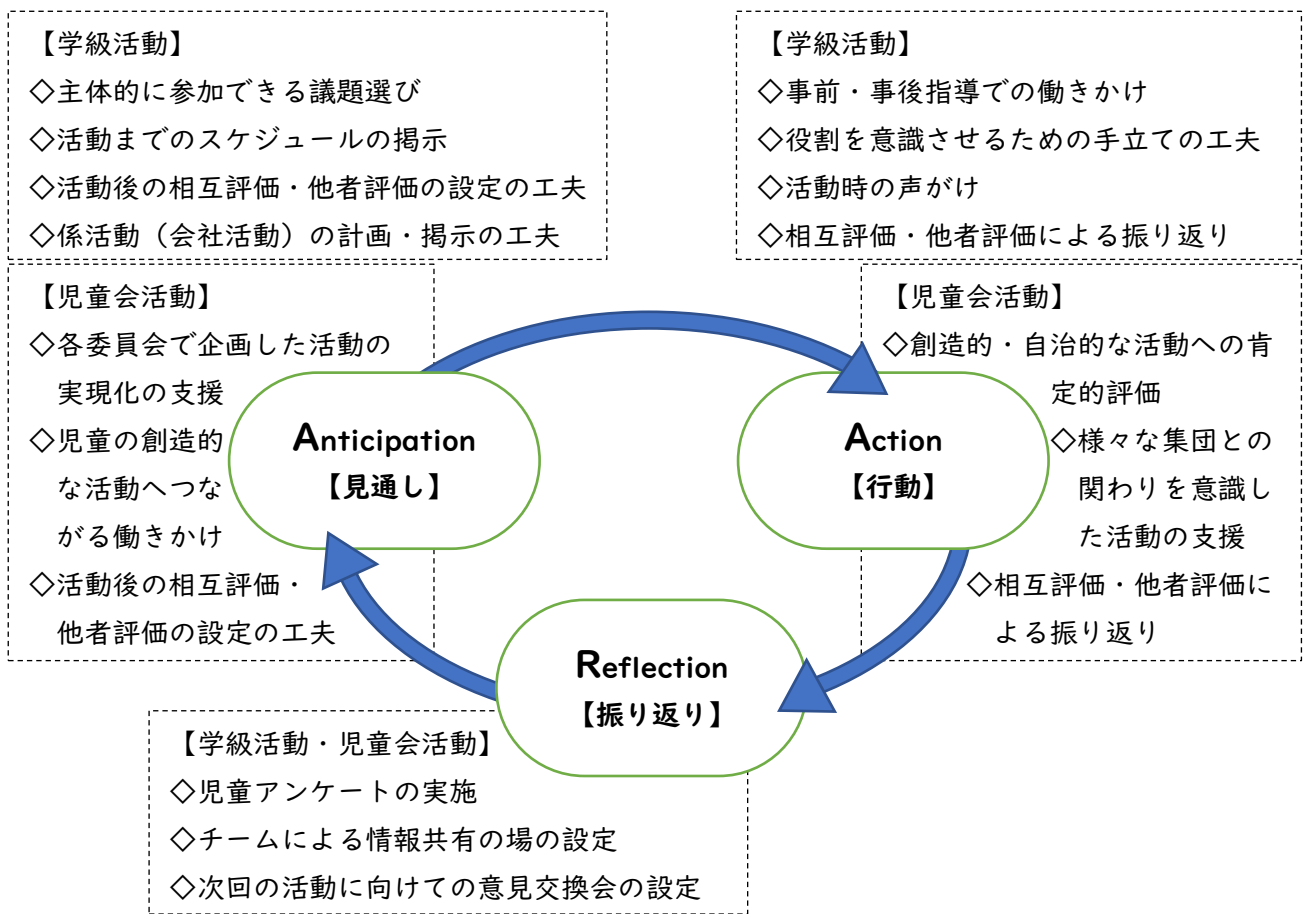 【学級活動】
◇主体的に参加できる議題選び
◇活動までのスケジュールの掲示
◇活動後の相互評価・他者評価の設定の工夫
◇係活動（会社活動）の計画・掲示の工夫
【学級活動】
◇事前・事後指導での働きかけ
◇役割を意識させるための手立ての工夫
◇活動時の声がけ
◇相互評価・他者評価による振り返り
【児童会活動】
◇各委員会で企画した活動の
実現化の支援
◇児童の創造的
な活動へつな
がる働きかけ
◇活動後の相互評価・
他者評価の設定の工夫
Anticipation
【見通し】
Action
【行動】
【児童会活動】
◇創造的・自治的な活動への肯
定的評価
◇様々な集団との
関わりを意識し
た活動の支援
◇相互評価・他者評価に
よる振り返り
Reflection
【振り返り】
【学級活動・児童会活動】
◇児童アンケートの実施
◇チームによる情報共有の場の設定
◇次回の活動に向けての意見交換会の設定